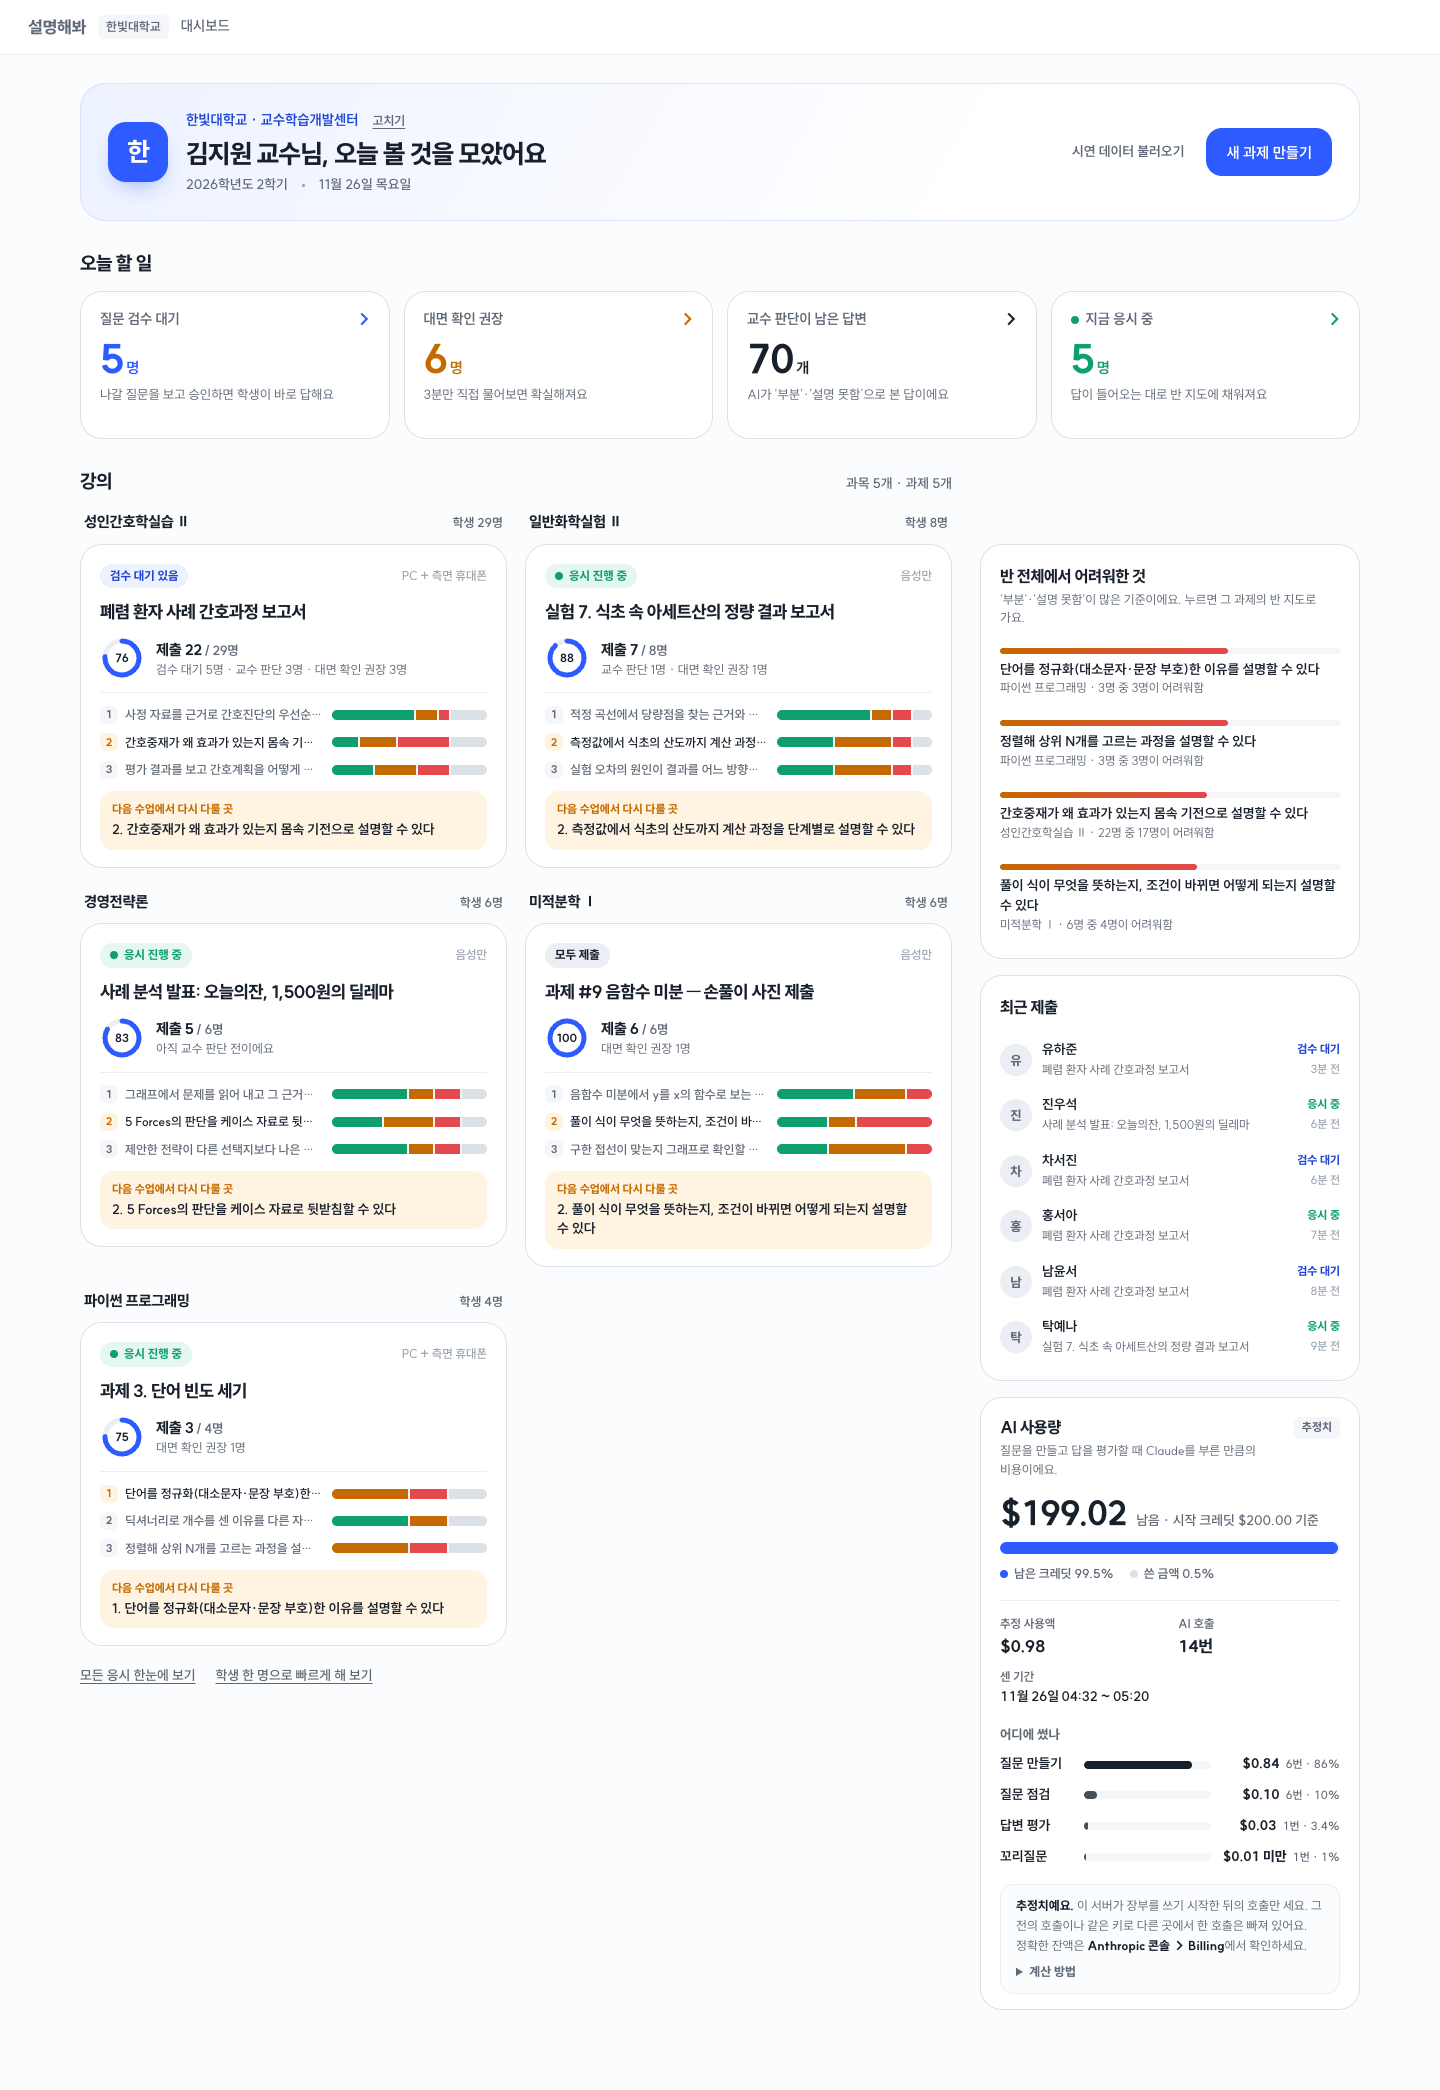 설명해봐 한빛대학교 대시보드
한
한빛대학교 · 교수학습개발센터 고치기
김지원 교수님, 오늘 볼 것을 모았어요
2026학년도 2학기 • 11월 26일 목요일
시연 데이터 불러오기
새 과제 만들기
오늘 할 일
질문 검수 대기
5명
나갈 질문을 보고 승인하면 학생이 바로 답해요
대면 확인 권장
6명
3분만 직접 물어보면 확실해져요
교수 판단이 남은 답변
70개
AI가 '부분'·'설명 못함'으로 본 답이에요
지금 응시 중
5명
답이 들어오는 대로 반 지도에 채워져요
강의
과목 5개 · 과제 5개
성인간호학실습 Ⅱ 학생 29명
검수 대기 있음 PC + 측면 휴대폰
폐렴 환자 사례 간호과정 보고서
76
제출 22 / 29명
검수 대기 5명 · 교수 판단 3명 · 대면 확인 권장 3명
1 사정 자료를 근거로 간호진단의 우선순…
2 간호중재가 왜 효과가 있는지 몸속 기…
3 평가 결과를 보고 간호계획을 어떻게 …
다음 수업에서 다시 다룰 곳
2. 간호중재가 왜 효과가 있는지 몸속 기전으로 설명할 수 있다
일반화학실험 Ⅱ 학생 8명
응시 진행 중 음성만
실험 7. 식초 속 아세트산의 정량 결과 보고서
88
제출 7 / 8명
교수 판단 1명 · 대면 확인 권장 1명
1 적정 곡선에서 당량점을 찾는 근거와 …
2 측정값에서 식초의 산도까지 계산 과정…
3 실험 오차의 원인이 결과를 어느 방향…
다음 수업에서 다시 다룰 곳
2. 측정값에서 식초의 산도까지 계산 과정을 단계별로 설명할 수 있다
경영전략론 학생 6명
응시 진행 중 음성만
사례 분석 발표: 오늘의잔, 1,500원의 딜레마
83
제출 5 / 6명
아직 교수 판단 전이에요
1 그래프에서 문제를 읽어 내고 그 근거…
2 5 Forces의 판단을 케이스 자료로 뒷…
3 제안한 전략이 다른 선택지보다 나은 …
다음 수업에서 다시 다룰 곳
2. 5 Forces의 판단을 케이스 자료로 뒷받침할 수 있다
미적분학 Ⅰ 학생 6명
모두 제출 음성만
과제 #9 음함수 미분 — 손풀이 사진 제출
100
제출 6 / 6명
대면 확인 권장 1명
1 음함수 미분에서 y를 x의 함수로 보는 …
2 풀이 식이 무엇을 뜻하는지, 조건이 바…
3 구한 접선이 맞는지 그래프로 확인할 …
다음 수업에서 다시 다룰 곳
2. 풀이 식이 무엇을 뜻하는지, 조건이 바뀌면 어떻게 되는지 설명할
수 있다
파이썬 프로그래밍 학생 4명
응시 진행 중 PC + 측면 휴대폰
과제 3. 단어 빈도 세기
75
제출 3 / 4명
대면 확인 권장 1명
1 단어를 정규화(대소문자·문장 부호)한…
2 딕셔너리로 개수를 센 이유를 다른 자…
3 정렬해 상위 N개를 고르는 과정을 설…
다음 수업에서 다시 다룰 곳
1. 단어를 정규화(대소문자·문장 부호)한 이유를 설명할 수 있다
모든 응시 한눈에 보기 학생 한 명으로 빠르게 해 보기
반 전체에서 어려워한 것
'부분'·'설명 못함'이 많은 기준이에요. 누르면 그 과제의 반 지도로
가요.
단어를 정규화(대소문자·문장 부호)한 이유를 설명할 수 있다
파이썬 프로그래밍 · 3명 중 3명이 어려워함
정렬해 상위 N개를 고르는 과정을 설명할 수 있다
파이썬 프로그래밍 · 3명 중 3명이 어려워함
간호중재가 왜 효과가 있는지 몸속 기전으로 설명할 수 있다
성인간호학실습 Ⅱ · 22명 중 17명이 어려워함
풀이 식이 무엇을 뜻하는지, 조건이 바뀌면 어떻게 되는지 설명할
수 있다
미적분학 Ⅰ · 6명 중 4명이 어려워함
최근 제출
유 유하준 검수 대기
폐렴 환자 사례 간호과정 보고서 3분 전
진 진우석 응시 중
사례 분석 발표: 오늘의잔, 1,500원의 딜레마 6분 전
차 차서진 검수 대기
폐렴 환자 사례 간호과정 보고서 6분 전
홍 홍서아 응시 중
폐렴 환자 사례 간호과정 보고서 7분 전
남 남윤서 검수 대기
폐렴 환자 사례 간호과정 보고서 8분 전
탁 탁예나 응시 중
실험 7. 식초 속 아세트산의 정량 결과 보고서 9분 전
AI 사용량 추정치
질문을 만들고 답을 평가할 때 Claude를 부른 만큼의
비용이에요.
$199.02 남음 · 시작 크레딧 $200.00 기준
남은 크레딧 99.5% 쓴 금액 0.5%
추정 사용액 AI 호출
$0.98 14번
센 기간
11월 26일 04:32 ~ 05:20
어디에 썼나
질문 만들기 $0.84 6번 · 86%
질문 점검 $0.10 6번 · 10%
답변 평가 $0.03 1번 · 3.4%
꼬리질문 $0.01 미만 1번 · 1%
추정치예요. 이 서버가 장부를 쓰기 시작한 뒤의 호출만 세요. 그
전의 호출이나 같은 키로 다른 곳에서 한 호출은 빠져 있어요.
정확한 잔액은 Anthropic 콘솔 > Billing에서 확인하세요.
▶ 계산 방법